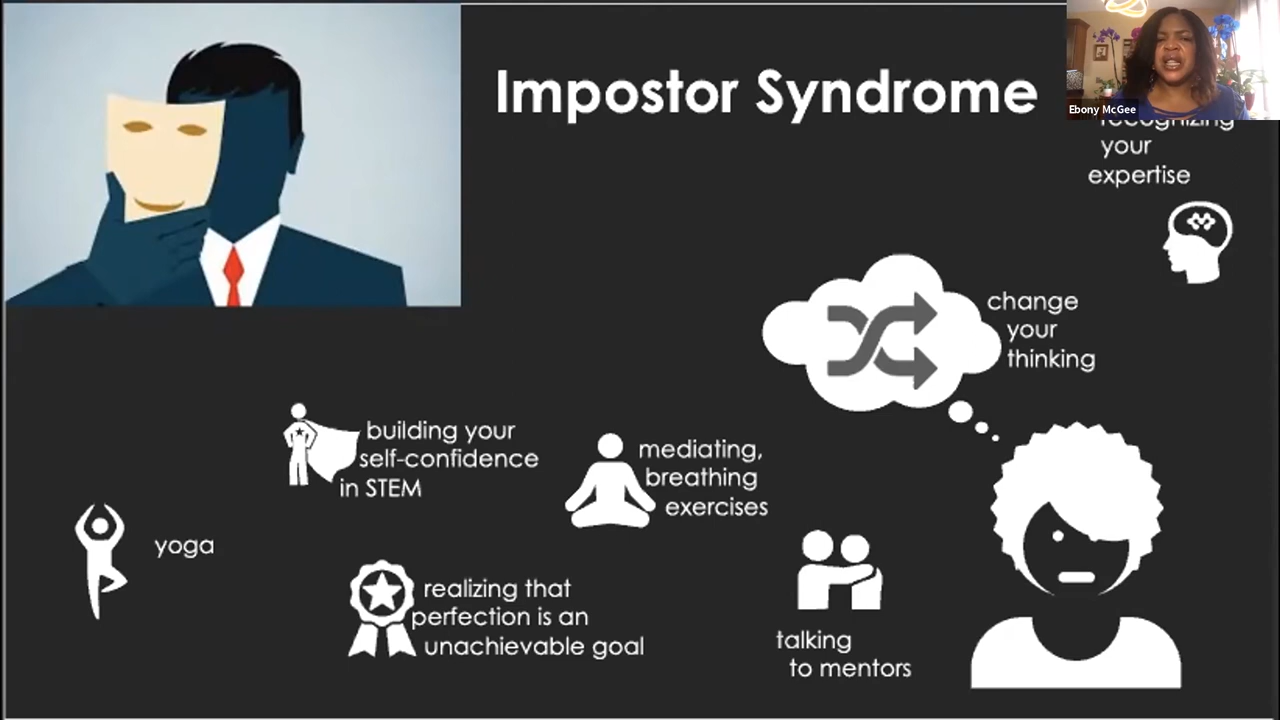 Impostor Syndrome
Ebony McGee
recognizing
your
expertise
change
your
thinking
building your
self-confidence
in STEM
mediating,
breathing
exercises
yoga
realizing that
perfection is an
unachievable goal
talking
to mentors